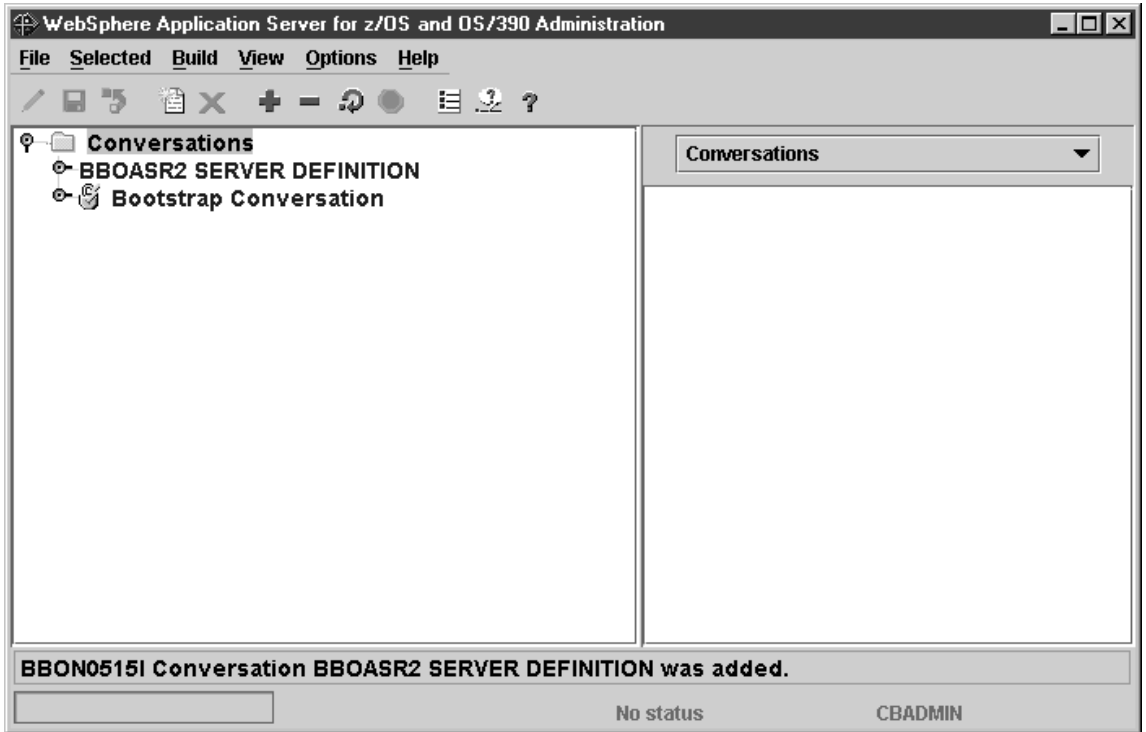 WebSphere Application Server for z/OS and OS/390 Administration
File Selected Build View Options Help
Conversations
BBOASR2 SERVER DEFINITION
Bootstrap Conversation
Conversations
BBON0515I Conversation BBOASR2 SERVER DEFINITION was added.
No status CBADMIN